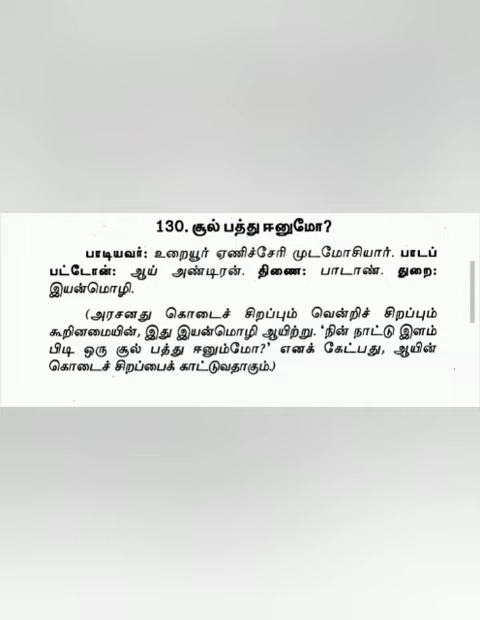 130. சூல் பத்து ஈனுமோ?
பாடியவர்: உறையூர் ஏணிச்சேரி முடமோசியார். பாடப்
பட்டோன்: ஆய் அண்டிரன். திணை: பாடாண். துறை:
இயன்மொழி.
(அரசனது கொடைச் சிறப்பும் வென்றிச் சிறப்பும்
கூறினமையின், இது இயன்மொழி ஆயிற்று. 'நின் நாட்டு இளம்
பிடி ஒரு சூல் பத்து ஈனும்மோ?' எனக் கேட்பது, ஆயின்
கொடைச் சிறப்பைக் காட்டுவதாகும்.)